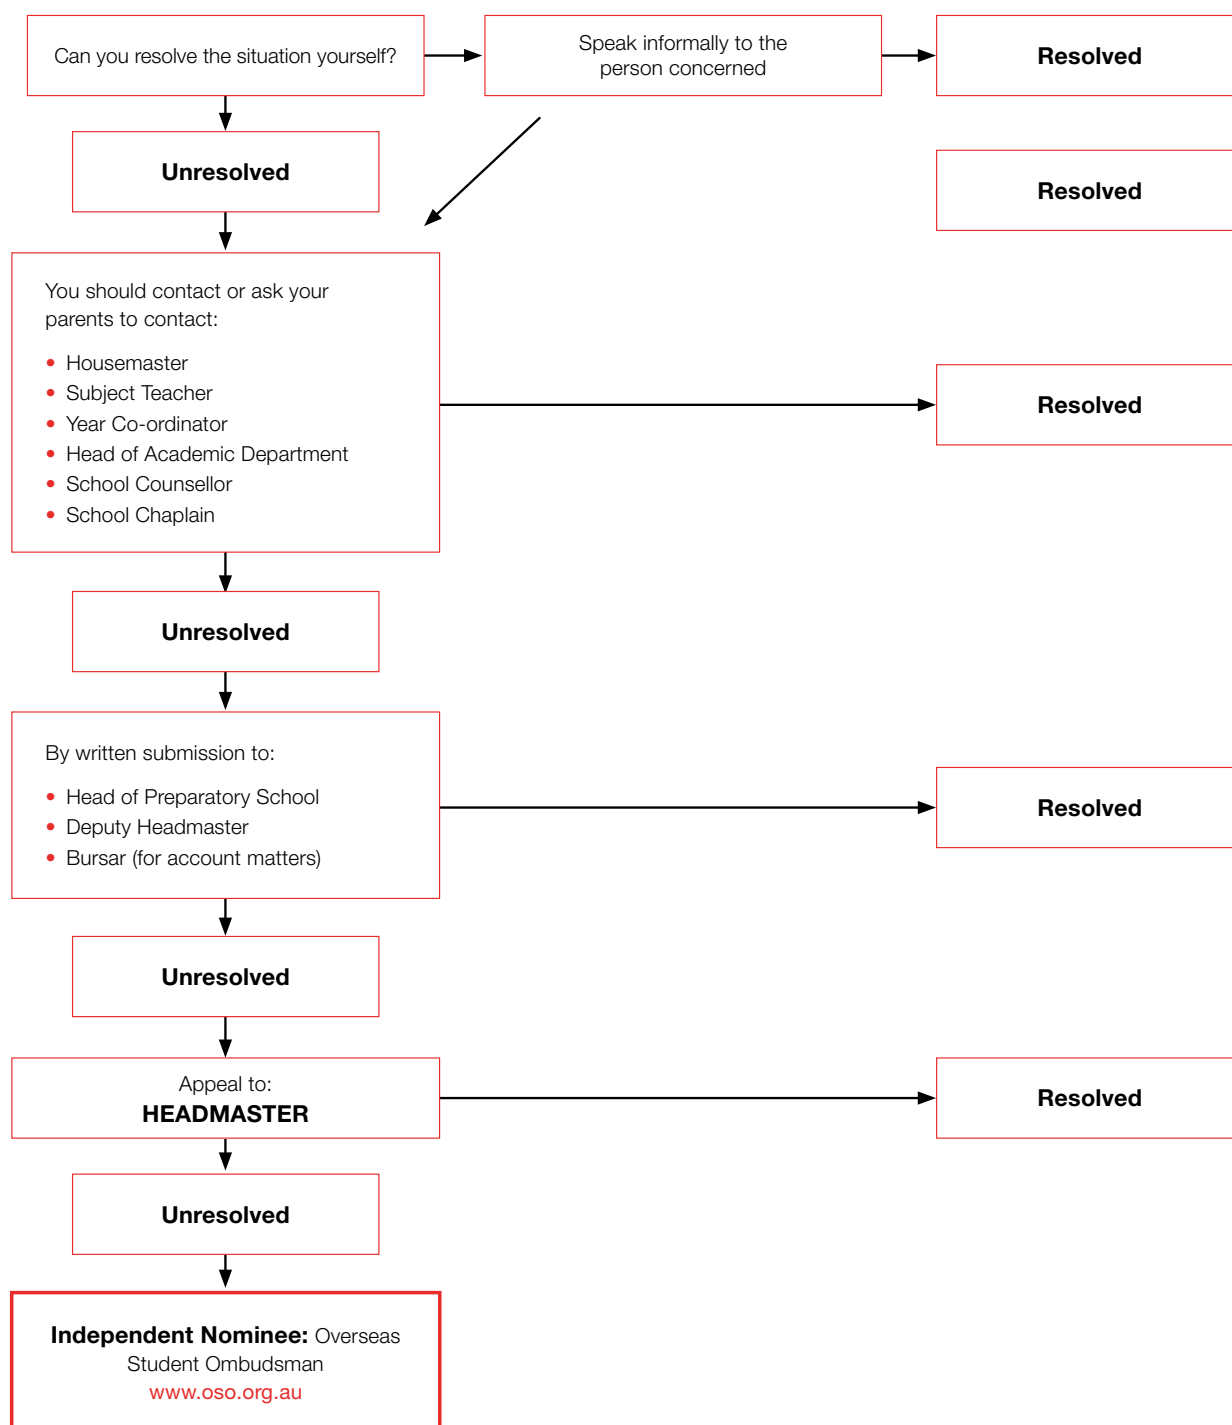 Can you resolve the situation yourself?
Speak informally to the
person concerned
Resolved
Unresolved
Resolved
You should contact or ask your
parents to contact:
• Housemaster
• Subject Teacher
• Year Co-ordinator
• Head of Academic Department
• School Counsellor
• School Chaplain
Resolved
Unresolved
By written submission to:
• Head of Preparatory School
• Deputy Headmaster
• Bursar (for account matters)
Resolved
Unresolved
Appeal to:
HEADMASTER
Resolved
Unresolved
Independent Nominee: Overseas
Student Ombudsman
www.oso.org.au